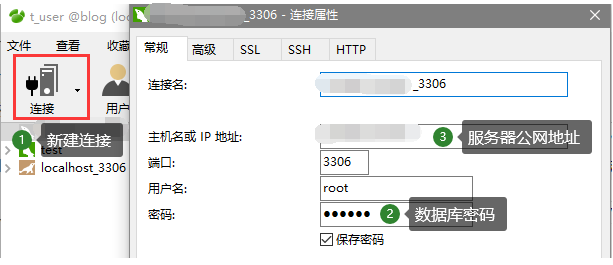 t_user @blog (loc
_3306 - 连接属性
文件 查看 收藏
常规 高级 SSL SSH HTTP
连接
用户
连接名: _3306
1 新建连接
主机名或 IP 地址: 3 服务器公网地址
test
端口: 3306
localhost_3306
用户名: root
密码: ●●●●●● 2 数据库密码
保存密码